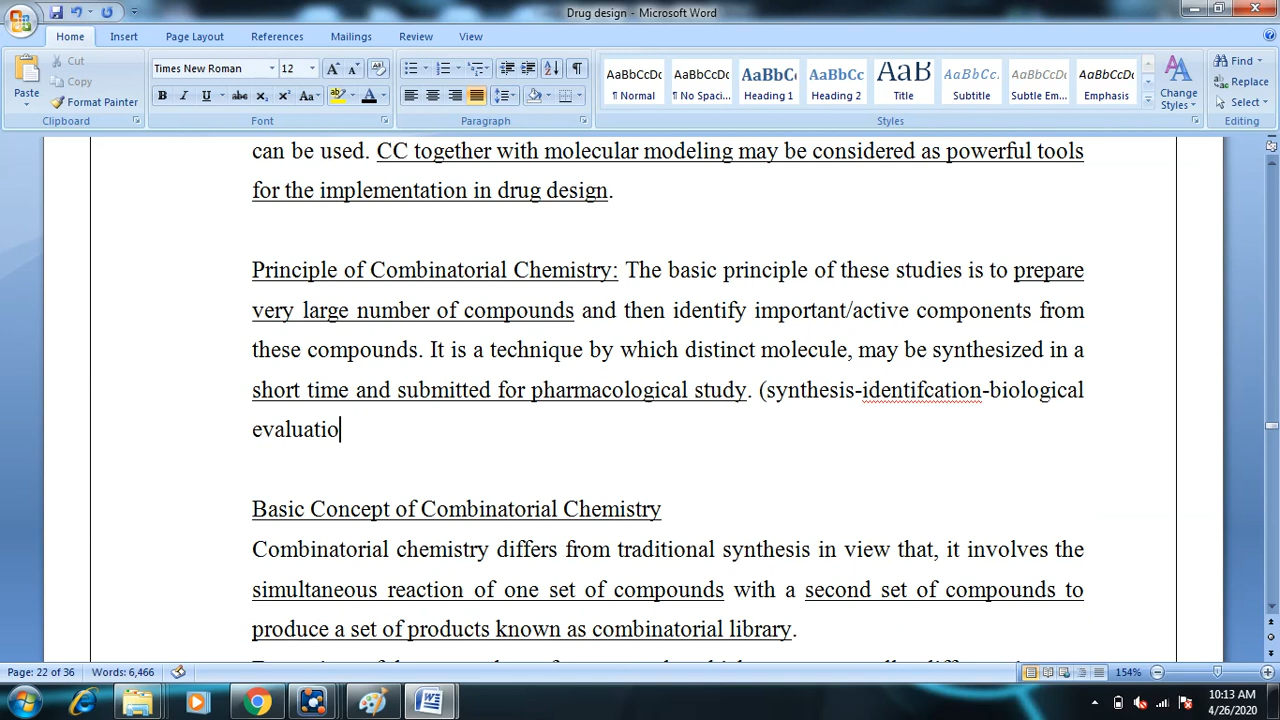 Drug design - Microsoft Word
Home Insert Page Layout References Mailings Review View
Paste
Cut
Copy
Format Painter
Clipboard
Times New Roman 12
Font
Paragraph
AaBbCcDc AaBbCcDc AaBbC AaBbCc AaB AaBbCc. AaBbCcDc AaBbCcDc
¶ Normal ¶ No Spaci... Heading 1 Heading 2 Title Subtitle Subtle Em... Emphasis
Styles
Change Styles
Find
Replace
Select
Editing
can be used. CC together with molecular modeling may be considered as powerful tools
for the implementation in drug design.
Principle of Combinatorial Chemistry: The basic principle of these studies is to prepare
very large number of compounds and then identify important/active components from
these compounds. It is a technique by which distinct molecule, may be synthesized in a
short time and submitted for pharmacological study. (synthesis-identifcation-biological
evaluatio
Basic Concept of Combinatorial Chemistry
Combinatorial chemistry differs from traditional synthesis in view that, it involves the
simultaneous reaction of one set of compounds with a second set of compounds to
produce a set of products known as combinatorial library.
Page: 22 of 36 Words: 6,466 154%
10:13 AM
4/26/2020